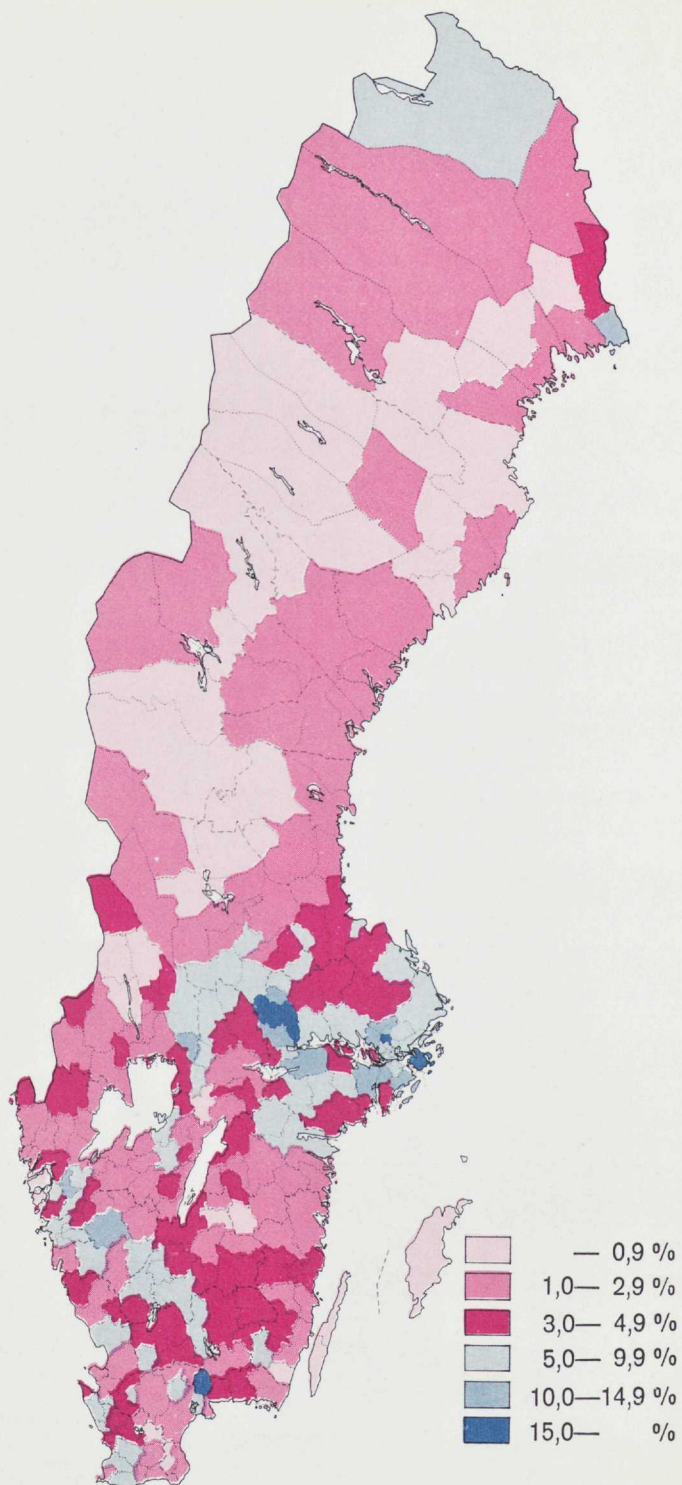 — 0,9 %
1,0— 2,9 %
3,0— 4,9 %
5,0— 9,9 %
10,0—14,9 %
15,0— %